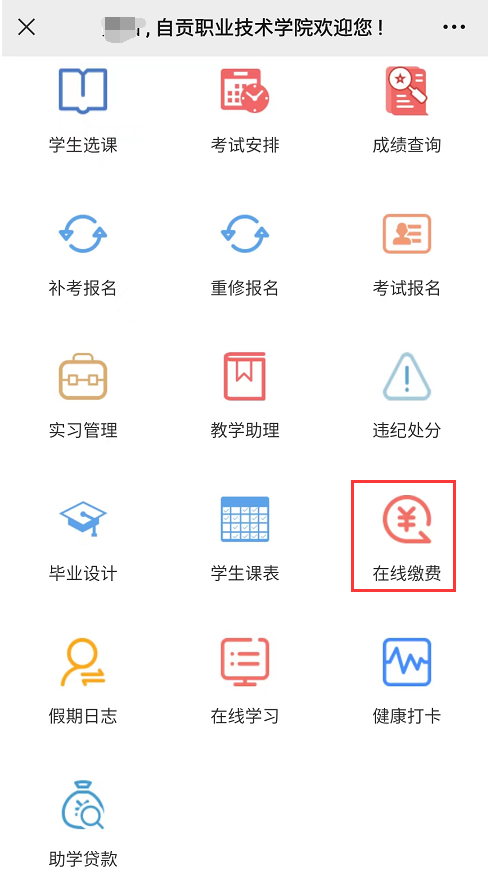 ，自贡职业技术学院欢迎您！
学生选课 考试安排 成绩查询
补考报名 重修报名 考试报名
实习管理 教学助理 违纪处分
毕业设计 学生课表 在线缴费
假期日志 在线学习 健康打卡
助学贷款